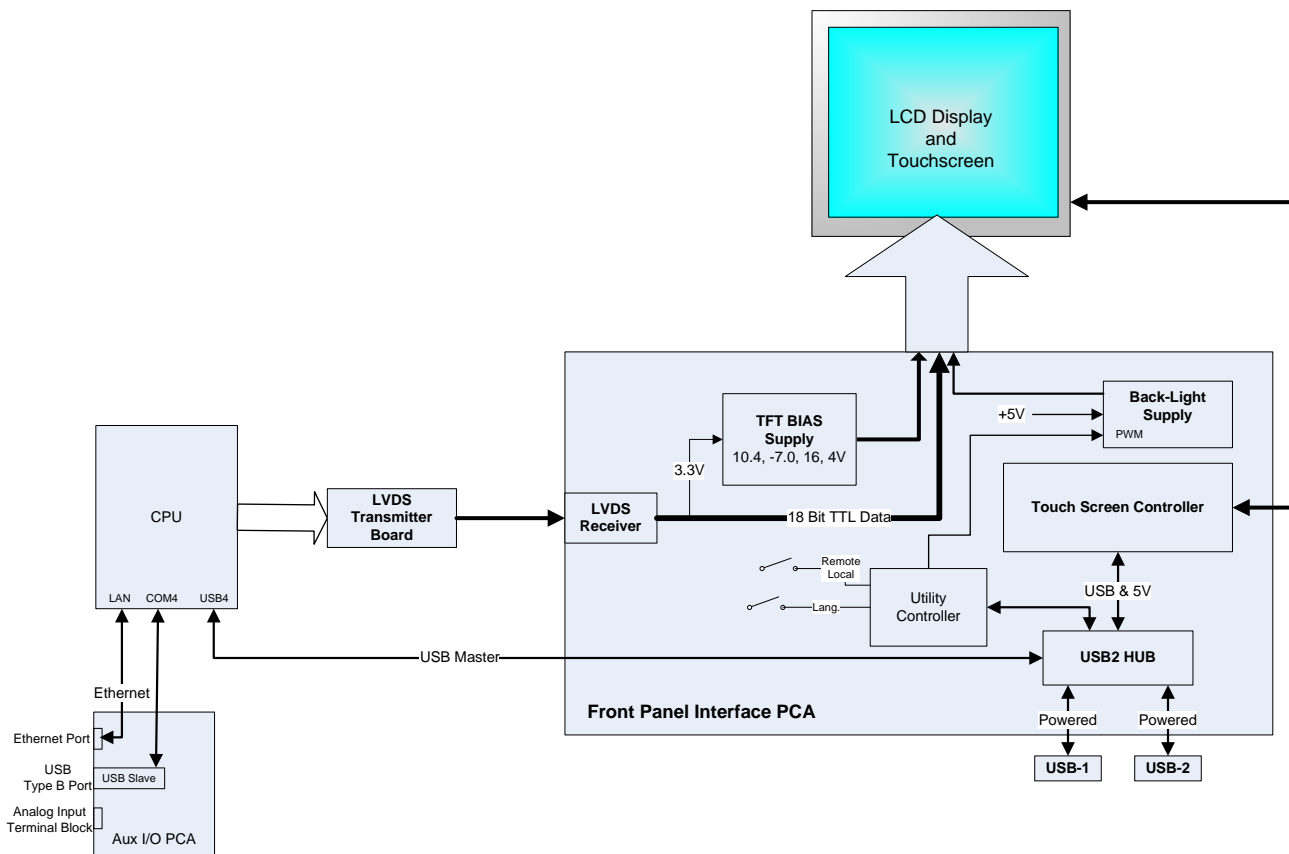 LCD Display
and
Touchscreen
Back-Light
Supply
PWM
+5V
TFT BIAS
Supply
10.4, -7.0, 16, 4V
3.3V
CPU
LAN
COM4
USB4
LVDS
Transmitter
Board
LVDS
Receiver
18 Bit TTL Data
Touch Screen Controller
Remote
Local
Lang.
Utility
Controller
USB & 5V
USB2 HUB
USB Master
Ethernet
Front Panel Interface PCA
Powered
Powered
USB-1
USB-2
Ethernet Port
USB
Type B Port
USB Slave
Analog Input
Terminal Block
Aux I/O PCA